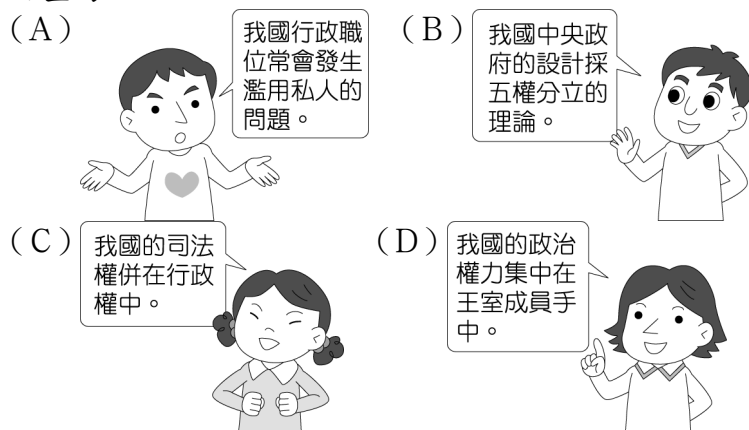 （A）
我國行政職
位常會發生
濫用私人的
問題。
（B）
我國中央政
府的設計採
五權分立的
理論。
（C）
我國的司法
權併在行政
權中。
（D）
我國的政治
權力集中在
王室成員手
中。